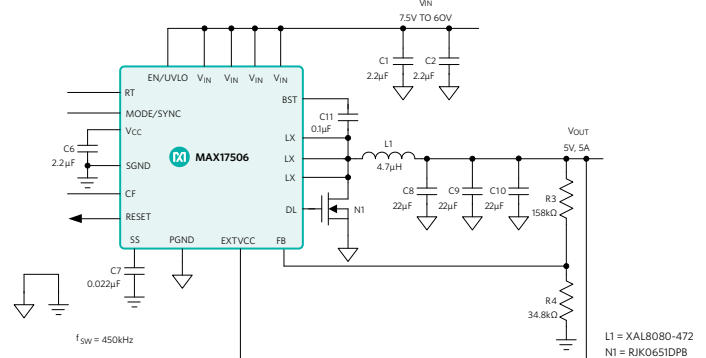 VIN
7.5V TO 60V
EN/UVLO VIN VIN VIN VIN
C1
2.2µF
C2
2.2µF
RT
MODE/SYNC
VCC
C6
2.2µF
SGND
CF
RESET
MAX17506
BST
C11
0.1µF
LX
LX
LX
L1
4.7µH
VOUT
5V, 5A
DL
N1
C8
22µF
C9
22µF
C10
22µF
R3
158kΩ
SS PGND EXTVCC FB
C7
0.022µF
R4
34.8kΩ
fSW = 450kHz
L1 = XAL8080-472
N1 = RJK0651DPB